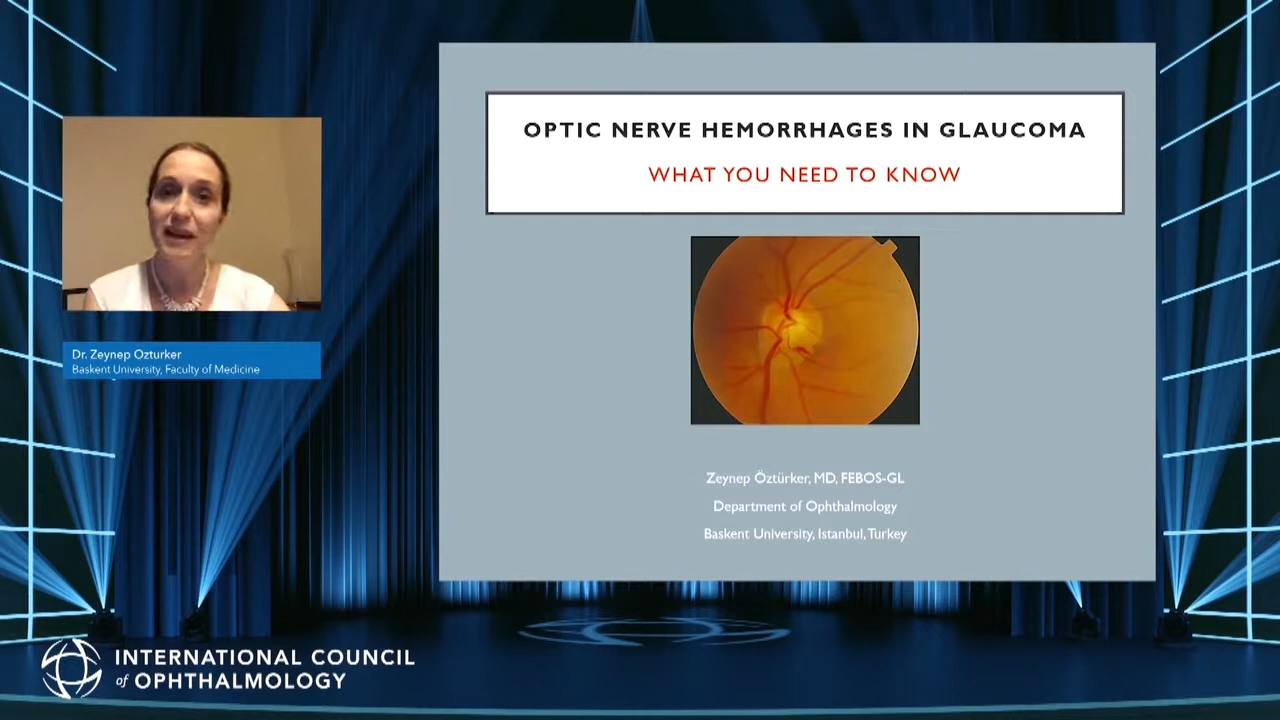 OPTIC NERVE HEMORRHAGES IN GLAUCOMA
WHAT YOU NEED TO KNOW
Dr. Zeynep Ozturker
Baskent University, Faculty of Medicine
Zeynep Öztürker, MD, FEBOS-GL
Department of Ophthalmology
Baskent University, Istanbul, Turkey
INTERNATIONAL COUNCIL
of OPHTHALMOLOGY